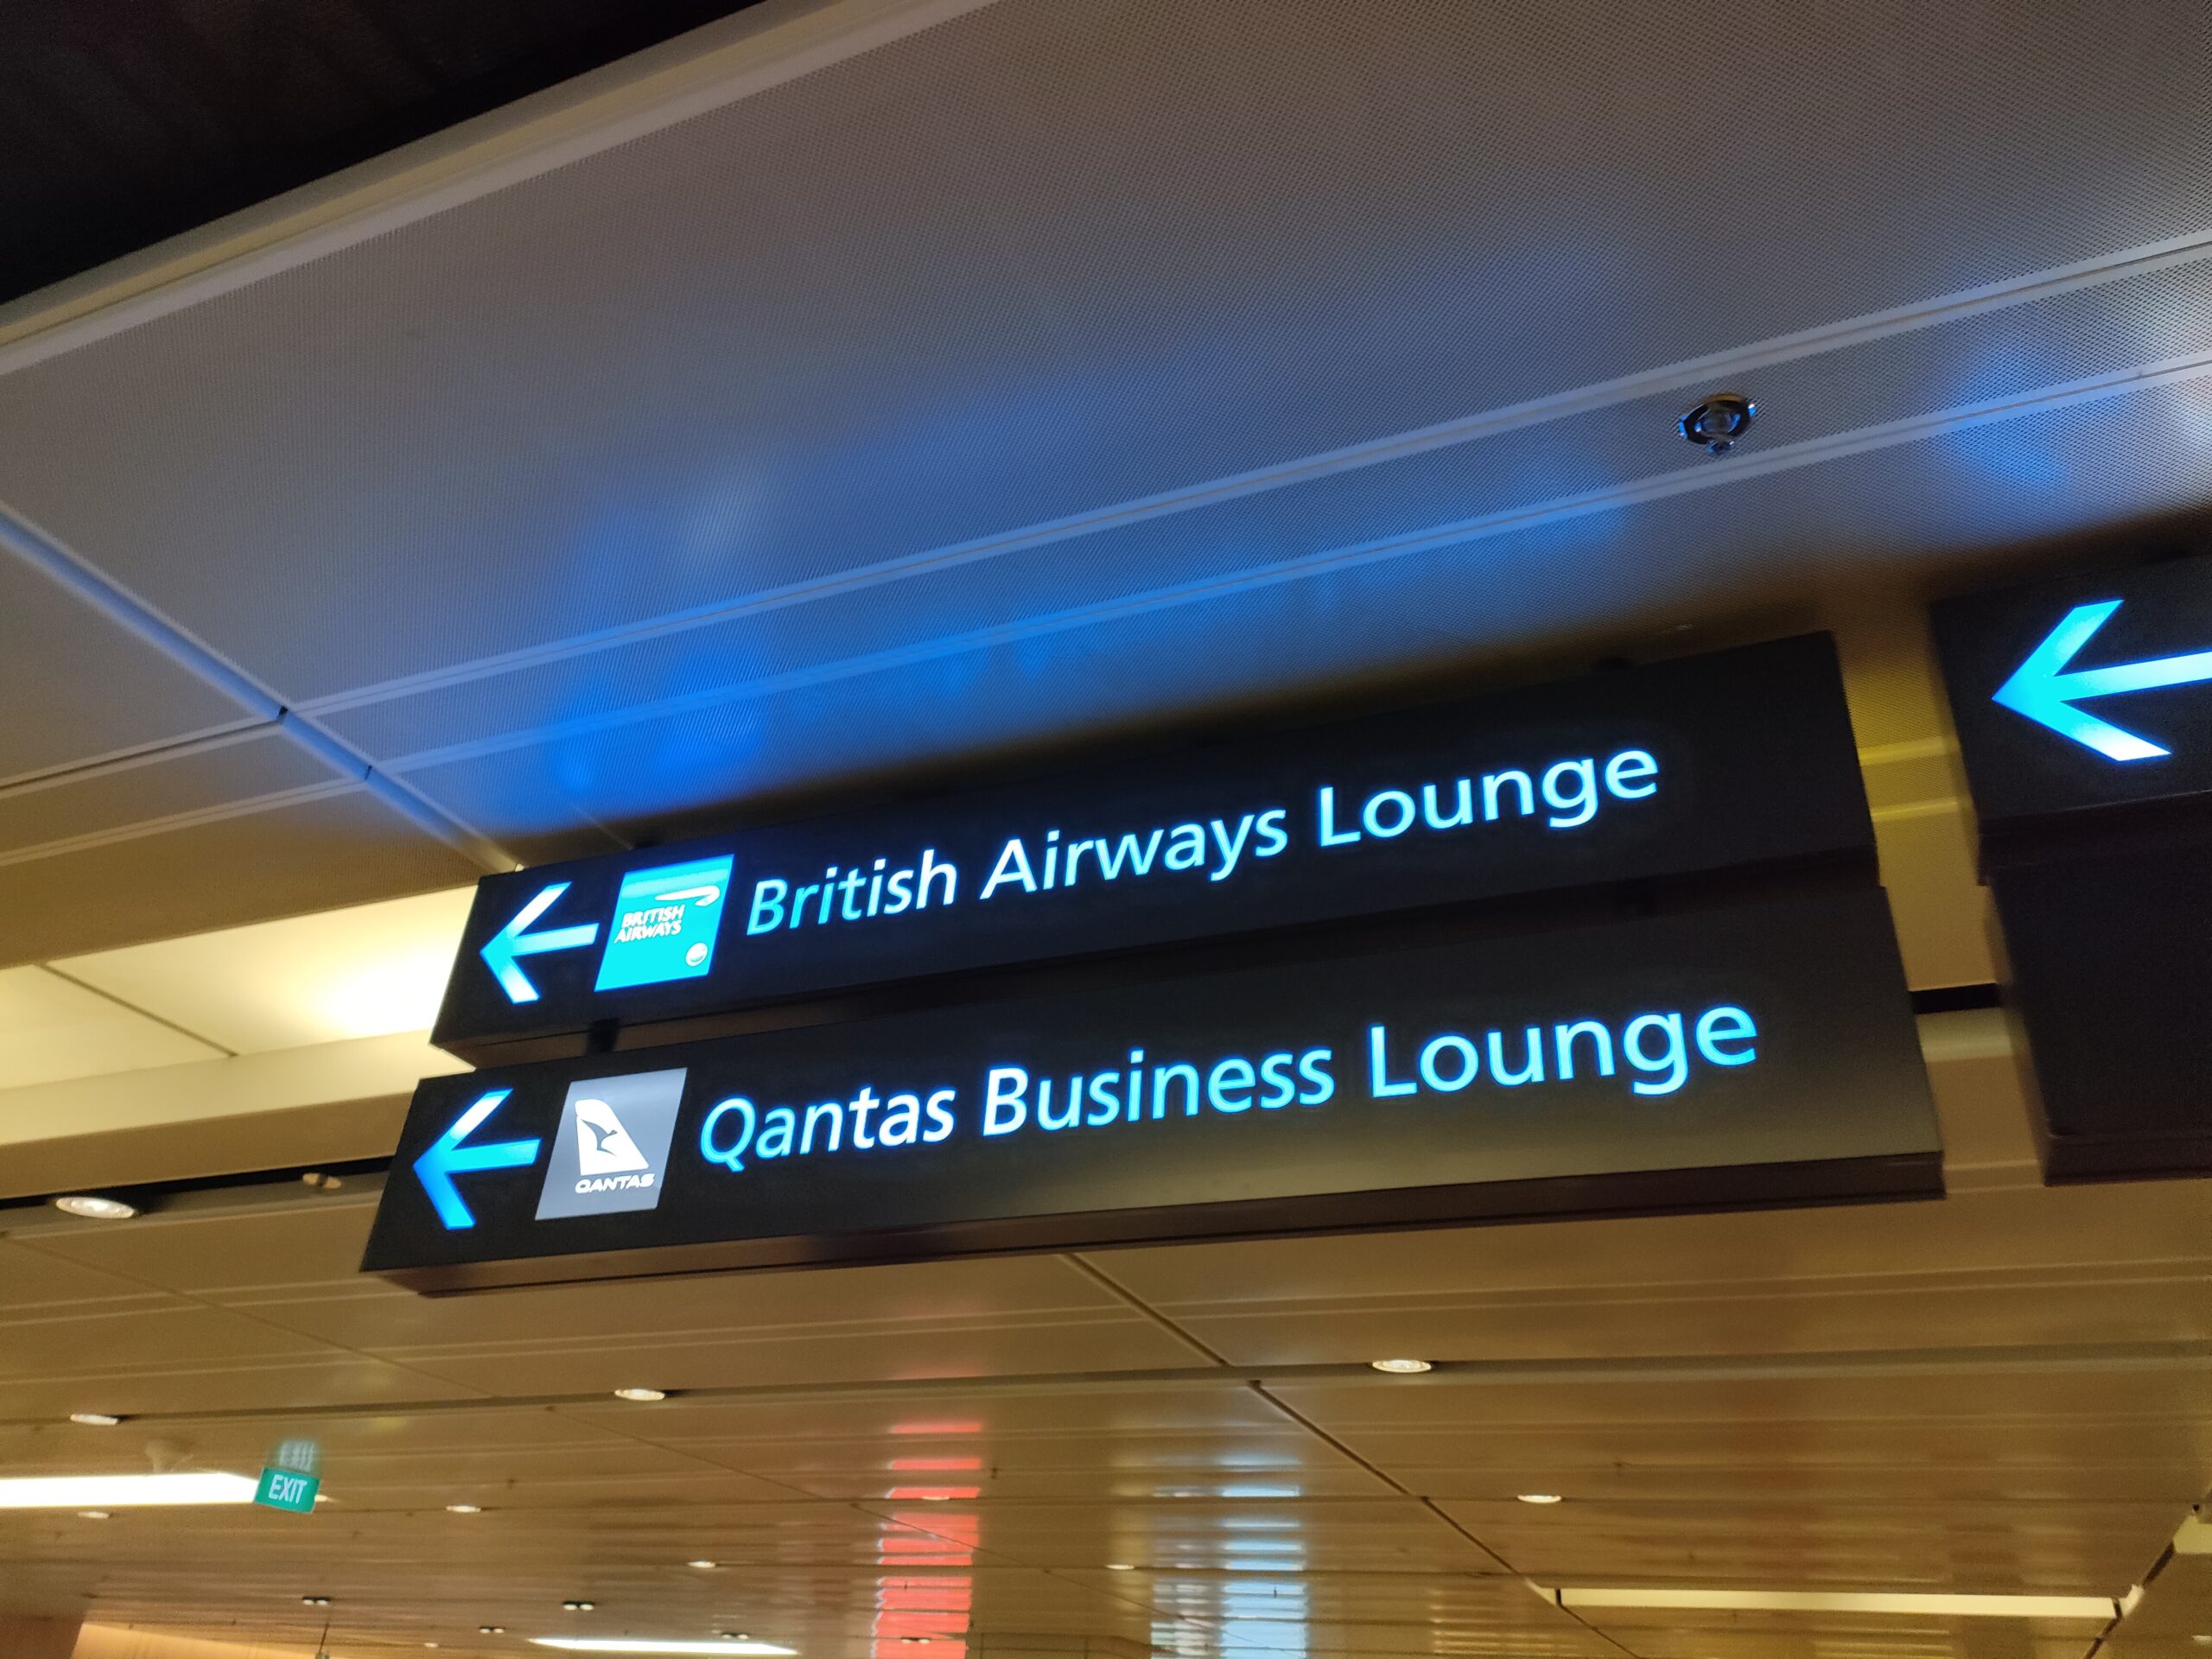 British Airways Lounge
BRITISH
AIRWAYS
Qantas Business Lounge
QANTAS
EXIT